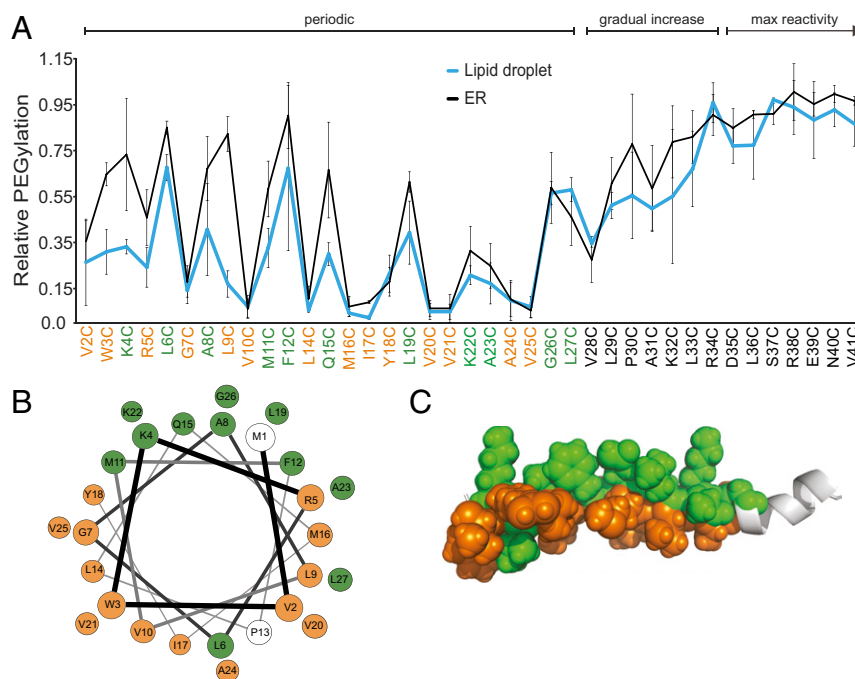 periodic gradual increase max reactivity
A
Relative PEGylation
1.15
0.95
0.75
0.55
0.35
0.15
0.0
Lipid droplet
ER
V2C W3C K4C R5C L6C G7C A8C L9C V10C M11C F12C L14C Q15C M16C I17C Y18C L19C V20C V21C K22C A23C A24C V25C G26C L27C V28C L29C P30C A31C K32C L33C R34C D35C L36C S37C R38C E39C N40C V41C
B
C
G26
K22 Q15 A8 L19
K4 M1
M11 F12
Y18 R5 A23
V25 G7 M16
L14 L9 L27
W3 V2
V21 V10 P13 V20
I17 L6
A24